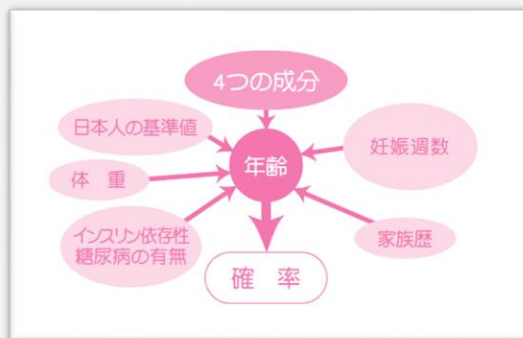 4つの成分
日本人の基準値
妊娠週数
年齢
体 重
インスリン依存性
糖尿病の有無
家族歴
確 率